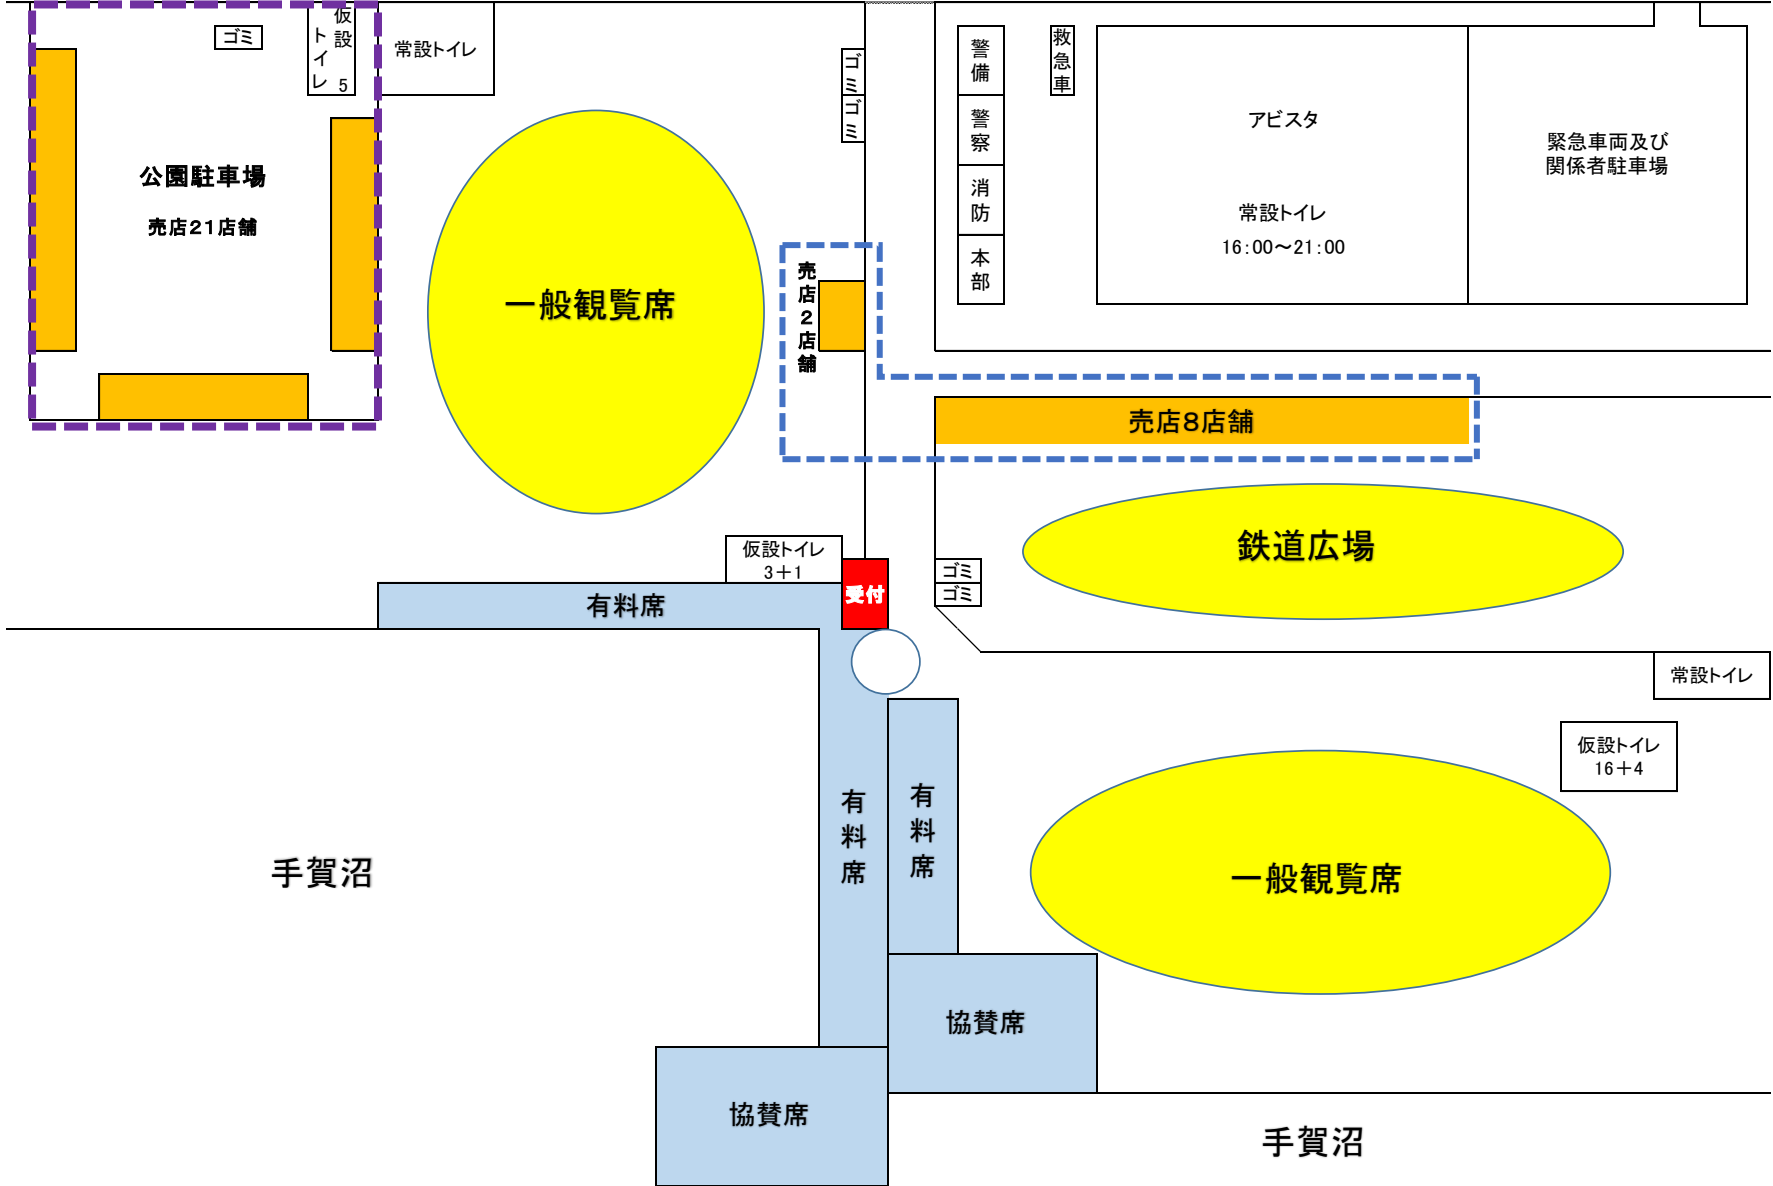 ゴミ
仮設
トイレ 5
常設トイレ
ゴミ
ゴミ
公園駐車場
売店21店舗
一般観覧席
売店2店舗
警備
警察
消防
本部
救急車
アビスタ
常設トイレ
16:00～21:00
緊急車両及び
関係者駐車場
売店8店舗
鉄道広場
仮設トイレ
3+1
受付
ゴミ
ゴミ
有料席
常設トイレ
仮設トイレ
16+4
有料席
有料席
一般観覧席
手賀沼
協賛席
協賛席
手賀沼